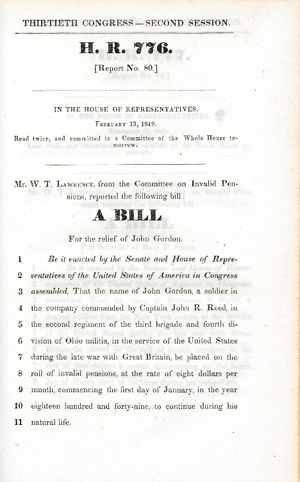 THIRTIETH CONGRESS—SECOND SESSION.
H. R. 776.
[Report No. 80.]
IN THE HOUSE OF REPRESENTATIVES.
FEBRUARY 13, 1849.
Read twice, and committed to a Committee of the Whole House to-
morrow.
Mr. W. T. LAWRENCE, from the Committee on Invalid Pen-
sions, reported the following bill:
A BILL
For the relief of John Gordon.
1 Be it enacted by the Senate and House of Repre-
2 sentatives of the United States of America in Congress
3 assembled, That the name of John Gordon, a soldier in
4 the company commanded by Captain John R. Reed, in
5 the second regiment of the third brigade and fourth di-
6 vision of Ohio militia, in the service of the United States
7 during the late war with Great Britain, be placed on the
8 roll of invalid pensions, at the rate of eight dollars per
9 month, commencing the first day of January, in the year
10 eighteen hundred and forty-nine, to continue during his
11 natural life.